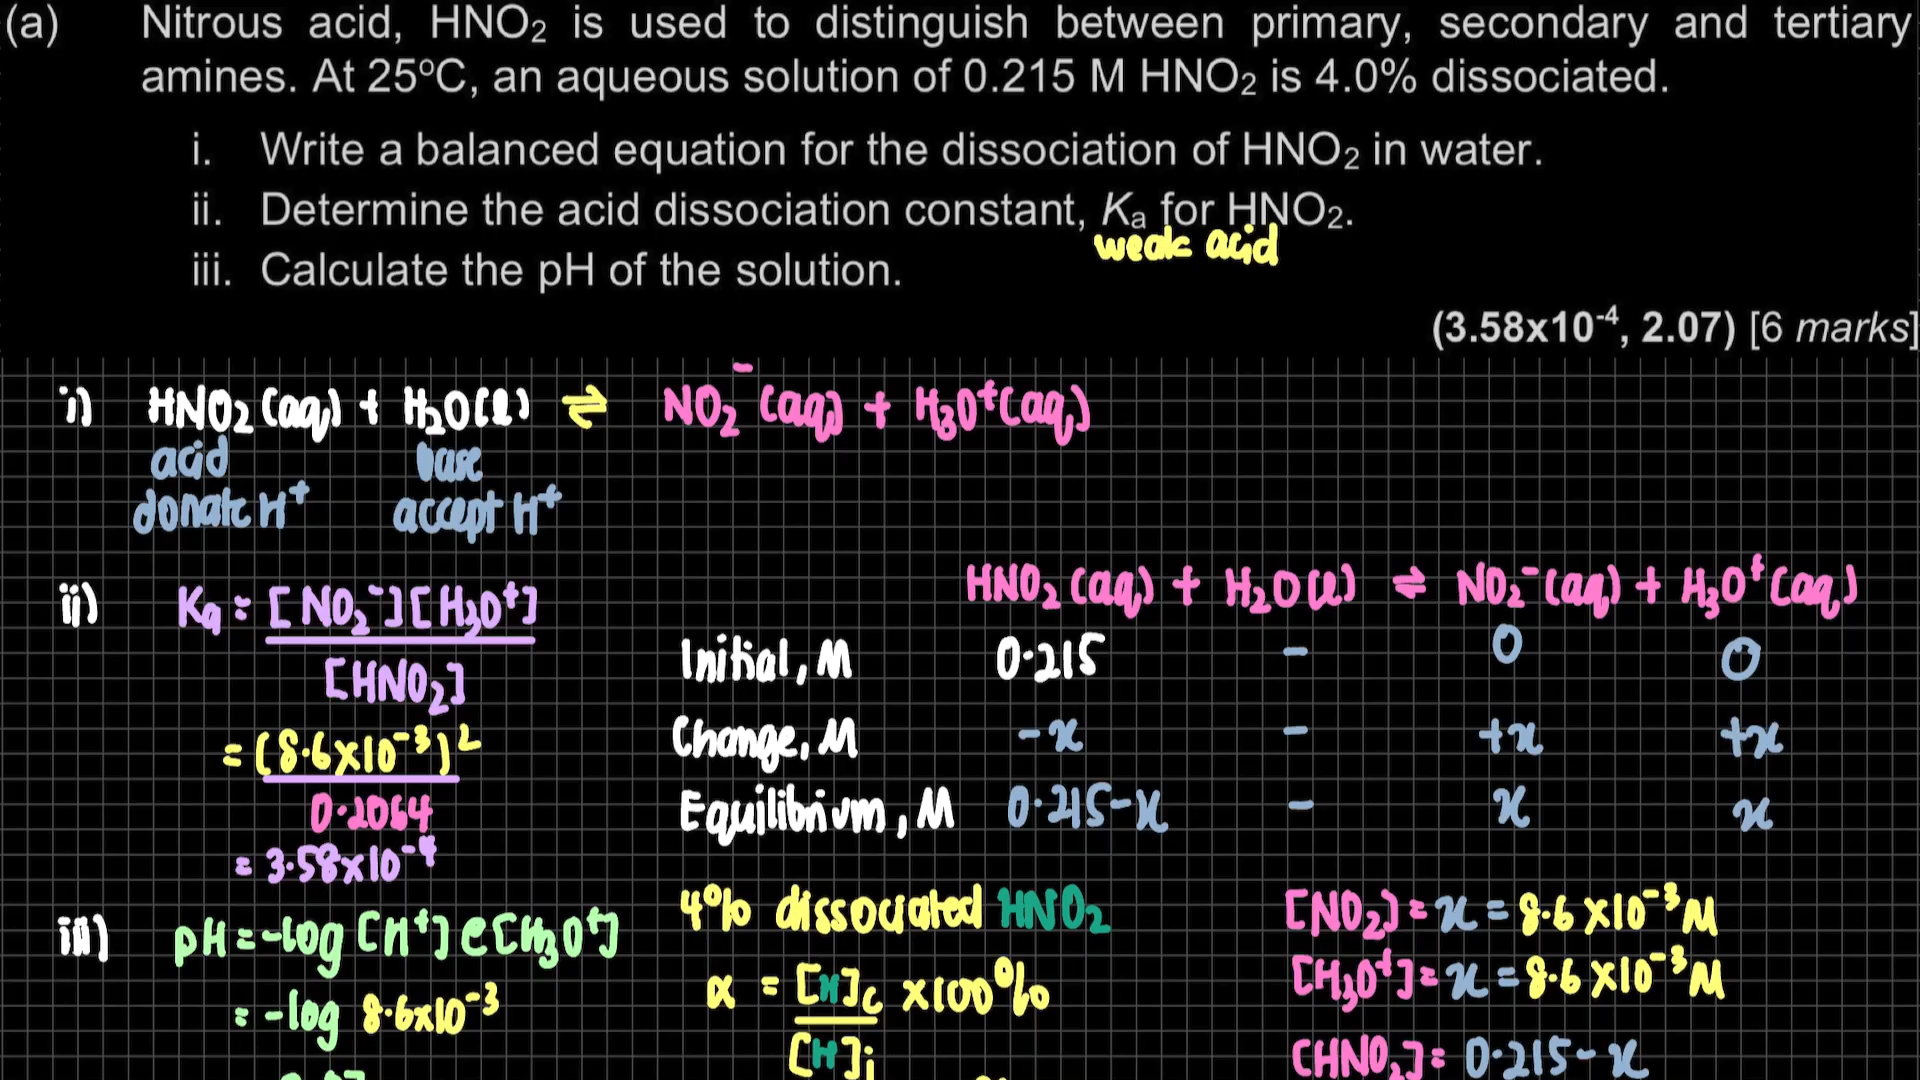 (a) Nitrous acid, HNO2 is used to distinguish between primary, secondary and tertiary
amines. At 25°C, an aqueous solution of 0.215 M HNO2 is 4.0% dissociated.
i. Write a balanced equation for the dissociation of HNO2 in water.
ii. Determine the acid dissociation constant, Ka for HNO2.
weak acid
iii. Calculate the pH of the solution.
(3.58x10⁻⁴, 2.07) [6 marks]
i) HNO₂ (aq) + H₂O(l) ⇌ NO₂⁻ (aq) + H₃O⁺(aq)
acid base
donate H⁺ accept H⁺
ii) Ka = [NO₂⁻][H₃O⁺]
[HNO₂]
= (8.6x10⁻³)²
0.2064
= 3.58x10⁻⁴
HNO₂ (aq) + H₂O(l) ⇌ NO₂⁻(aq) + H₃O⁺(aq)
Initial, M 0.215 - 0 0
Change, M -x - +x +x
Equilibrium, M 0.215-x - x x
iii) pH = -log [H⁺] @ [H₃O⁺]
= -log 8.6x10⁻³
4% dissociated HNO₂
α = [H]c x100%
[H]i
[NO₂] = x = 8.6x10⁻³ M
[H₃O⁺] = x = 8.6x10⁻³ M
[HNO₂] = 0.215-x